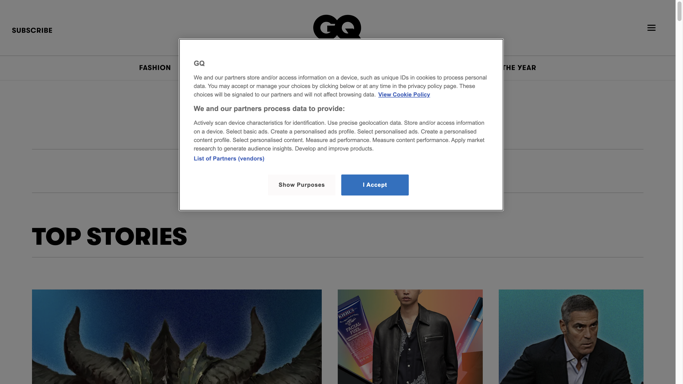 SUBSCRIBE
GQ
FASHION
THE YEAR
GQ
We and our partners store and/or access information on a device, such as unique IDs in cookies to process personal
data. You may accept or manage your choices by clicking below or at any time in the privacy policy page. These
choices will be signaled to our partners and will not affect browsing data. View Cookie Policy
We and our partners process data to provide:
Actively scan device characteristics for identification. Use precise geolocation data. Store and/or access information
on a device. Select basic ads. Create a personalised ads profile. Select personalised ads. Create a personalised
content profile. Select personalised content. Measure ad performance. Measure content performance. Apply market
research to generate audience insights. Develop and improve products.
List of Partners (vendors)
Show Purposes
I Accept
TOP STORIES